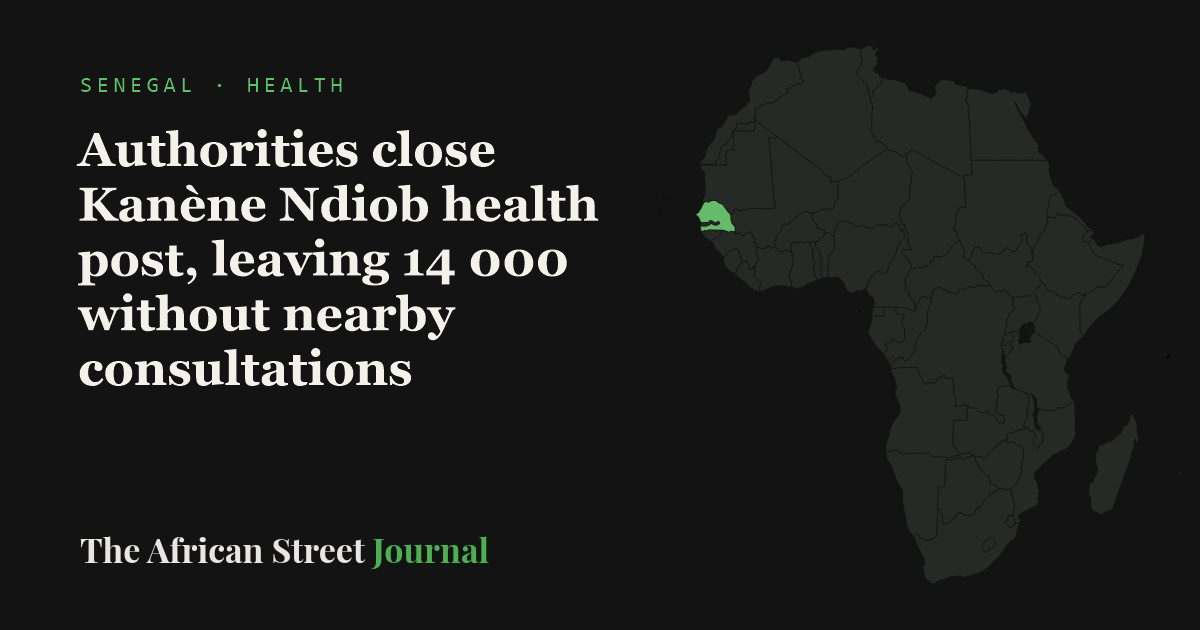 SENEGAL · HEALTH
Authorities close
Kanène Ndiob health
post, leaving 14 000
without nearby
consultations
The African Street Journal